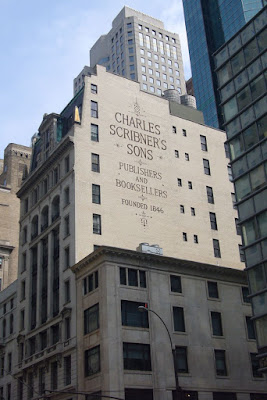 CHARLES
SCRIBNER'S
SONS
PUBLISHERS
AND
BOOKSELLERS
FOUNDED 1846